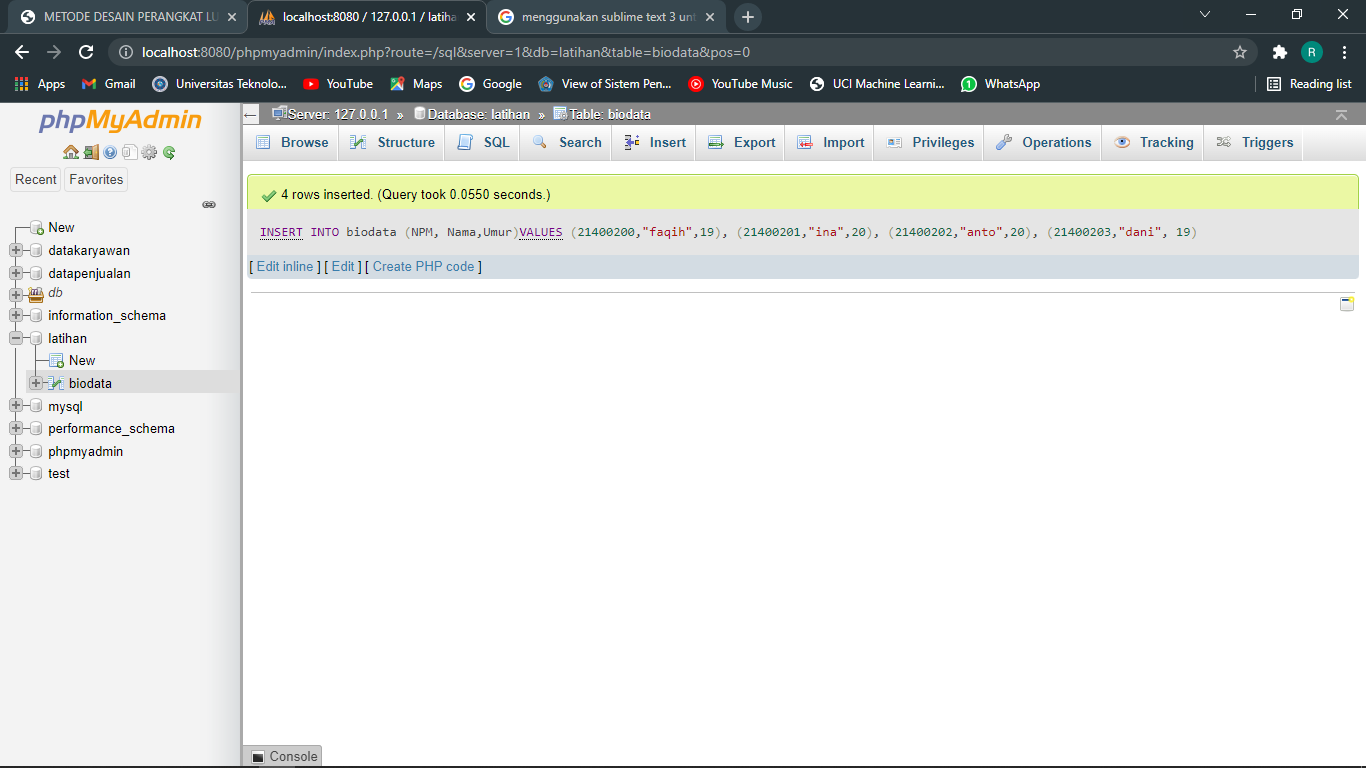 METODE DESAIN PERANGKAT LU
localhost:8080 / 127.0.0.1 / latiha
menggunakan sublime text 3 unt
localhost:8080/phpmyadmin/index.php?route=/sql&server=1&db=latihan&table=biodata&pos=0
R
Apps Gmail Universitas Teknolo... YouTube Maps Google View of Sistem Pen... YouTube Music UCI Machine Learni... 1 WhatsApp Reading list
phpMyAdmin
Recent Favorites
New
datakaryawan
datapenjualan
db
information_schema
latihan
New
biodata
mysql
performance_schema
phpmyadmin
test
Server: 127.0.0.1 » Database: latihan » Table: biodata
Browse Structure SQL Search Insert Export Import Privileges Operations Tracking Triggers
4 rows inserted. (Query took 0.0550 seconds.)
INSERT INTO biodata (NPM, Nama,Umur)VALUES (21400200,"faqih",19), (21400201,"ina",20), (21400202,"anto",20), (21400203,"dani", 19)
[ Edit inline ] [ Edit ] [ Create PHP code ]
Console